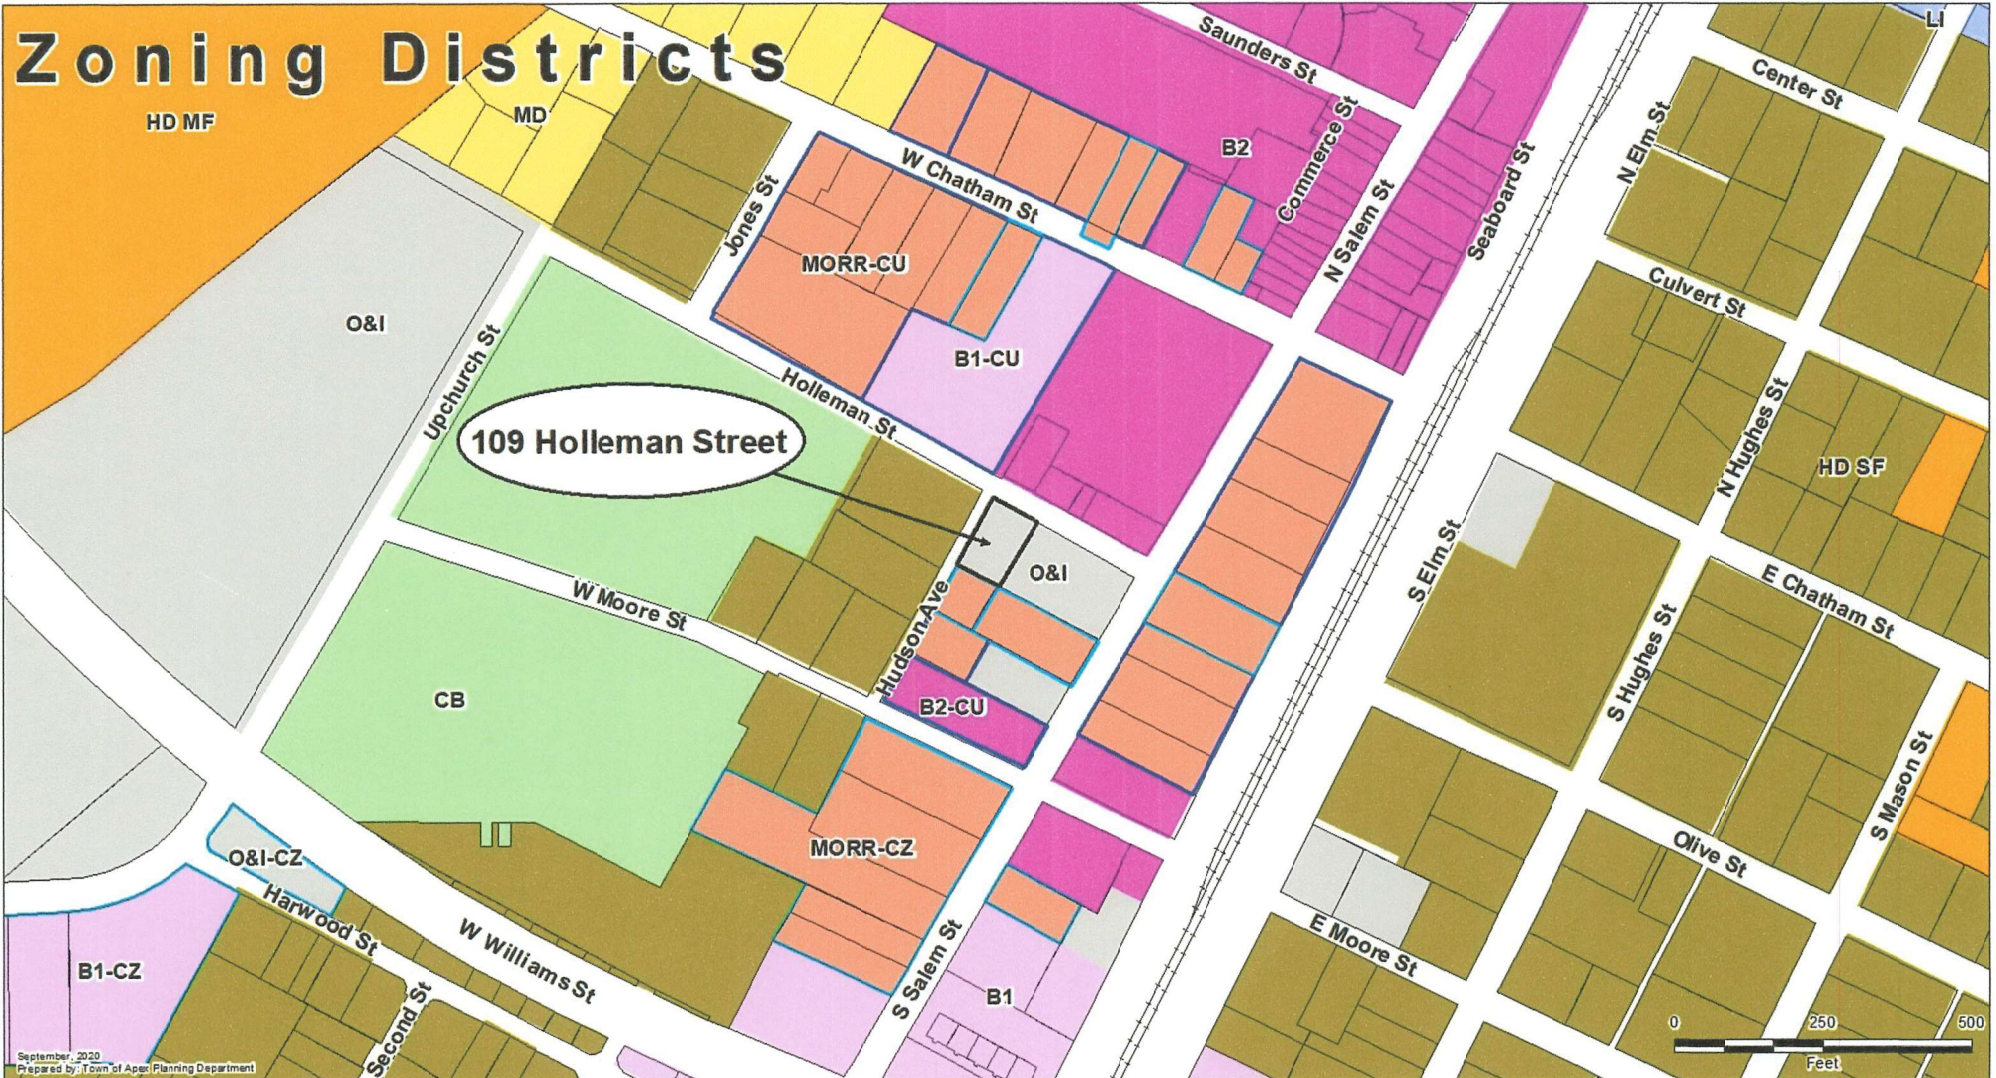 Zoning Districts
HD MF
MD
LI
Saunders St
Center St
Commerce St
N Elm St
B2
W Chatham St
N Salem St
Seaboard St
Jones St
MORR-CU
Culvert St
O&I
Upchurch St
B1-CU
Holleman St
109 Holleman Street
N Hughes St
HD SF
S Elm St
O&I
E Chatham St
W Moore St
Hudson Ave
S Hughes St
CB
B2-CU
S Mason St
MORR-CZ
Olive St
O&I-CZ
Harwood St
W Williams St
E Moore St
B1-CZ
S Salem St
B1
Second St
0 250 500
Feet
September, 2020
Prepared by: Town of Apex Planning Department